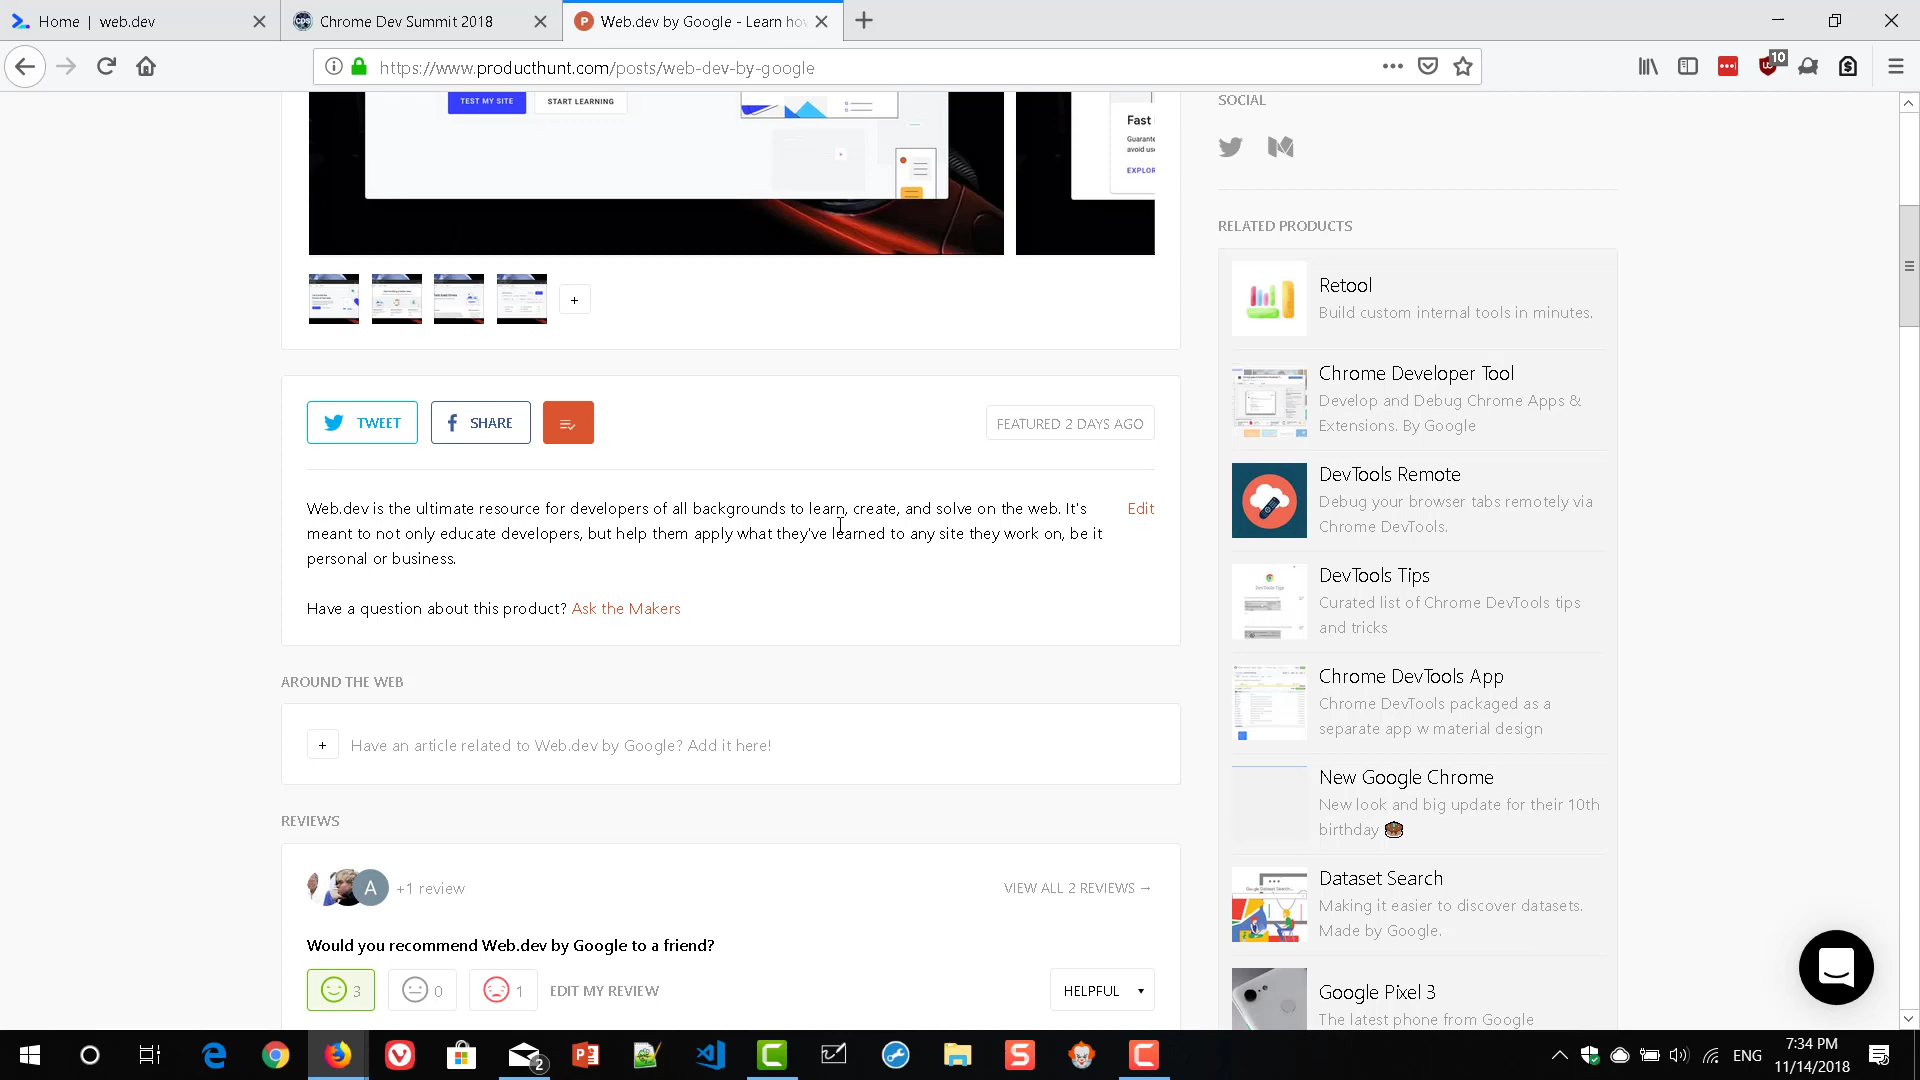 Home | web.dev
Chrome Dev Summit 2018
Web.dev by Google - Learn how
https://www.producthunt.com/posts/web-dev-by-google
10
TEST MY SITE
START LEARNING
Fast
Guarante
avoid use
EXPLOR
+
TWEET
SHARE
FEATURED 2 DAYS AGO
Web.dev is the ultimate resource for developers of all backgrounds to learn, create, and solve on the web. It's
meant to not only educate developers, but help them apply what they've learned to any site they work on, be it
personal or business.
Edit
Have a question about this product? Ask the Makers
AROUND THE WEB
+ Have an article related to Web.dev by Google? Add it here!
REVIEWS
A +1 review
VIEW ALL 2 REVIEWS →
Would you recommend Web.dev by Google to a friend?
3 0 1 EDIT MY REVIEW
HELPFUL
SOCIAL
RELATED PRODUCTS
Retool
Build custom internal tools in minutes.
Chrome Developer Tool
Develop and Debug Chrome Apps &
Extensions. By Google
DevTools Remote
Debug your browser tabs remotely via
Chrome DevTools.
DevTools Tips
Curated list of Chrome DevTools tips
and tricks
Chrome DevTools App
Chrome DevTools packaged as a
separate app w material design
New Google Chrome
New look and big update for their 10th
birthday
Dataset Search
Making it easier to discover datasets.
Made by Google.
Google Pixel 3
The latest phone from Google
2
ENG
7:34 PM
11/14/2018